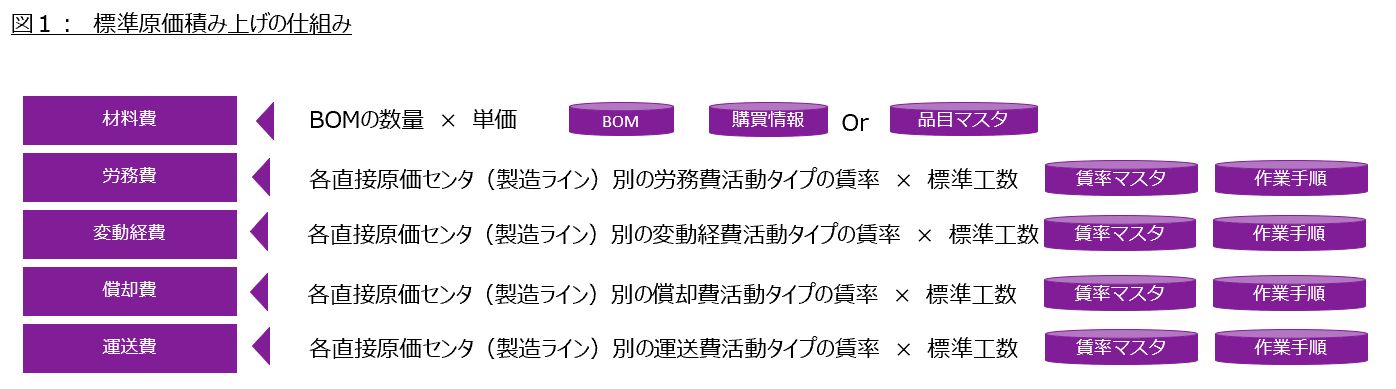 図１： 標準原価積み上げの仕組み
材料費 BOMの数量 × 単価 BOM 購買情報 Or 品目マスタ
労務費 各直接原価センタ（製造ライン）別の労務費活動タイプの賃率 × 標準工数 賃率マスタ 作業手順
変動経費 各直接原価センタ（製造ライン）別の変動経費活動タイプの賃率 × 標準工数 賃率マスタ 作業手順
償却費 各直接原価センタ（製造ライン）別の償却費活動タイプの賃率 × 標準工数 賃率マスタ 作業手順
運送費 各直接原価センタ（製造ライン）別の運送費活動タイプの賃率 × 標準工数 賃率マスタ 作業手順